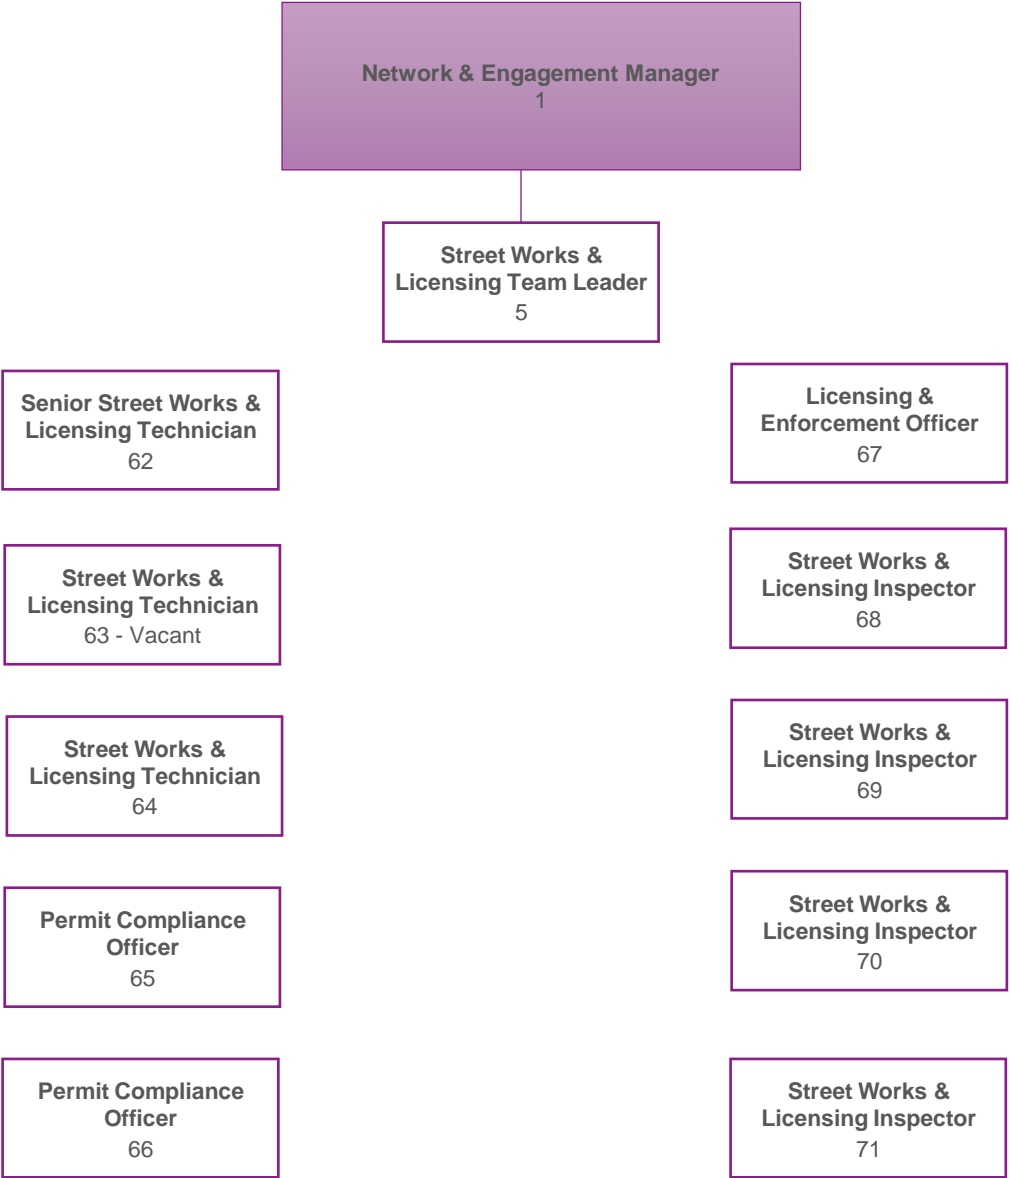 Network & Engagement Manager
1
Street Works &
Licensing Team Leader
5
Senior Street Works &
Licensing Technician
62
Street Works &
Licensing Technician
63 - Vacant
Street Works &
Licensing Technician
64
Permit Compliance
Officer
65
Permit Compliance
Officer
66
Licensing &
Enforcement Officer
67
Street Works &
Licensing Inspector
68
Street Works &
Licensing Inspector
69
Street Works &
Licensing Inspector
70
Street Works &
Licensing Inspector
71